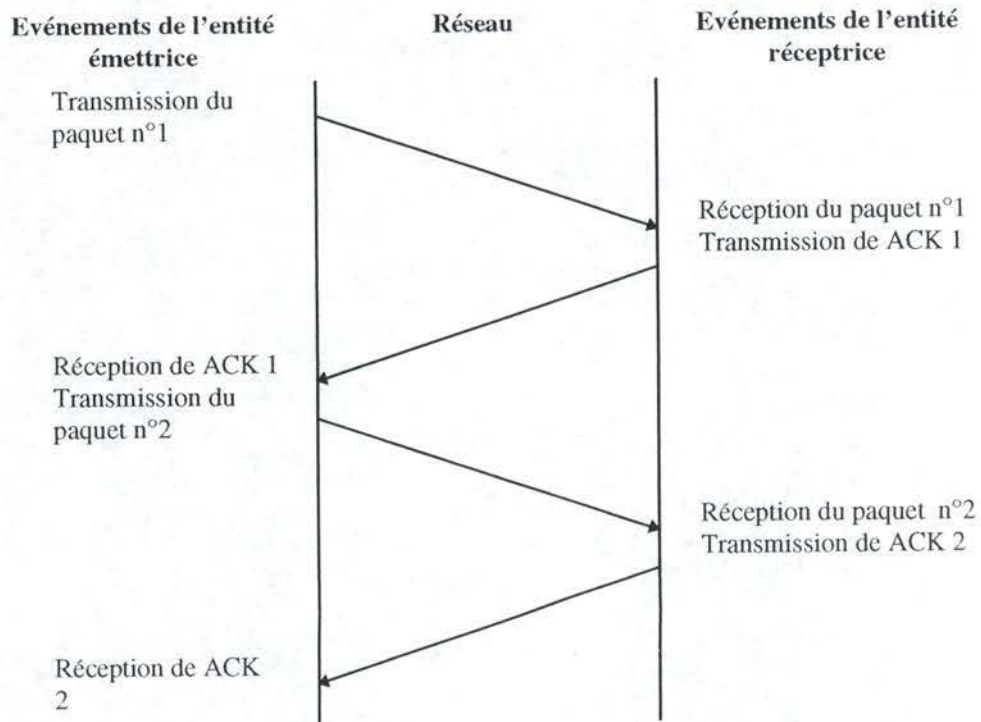 Evénements de l'entité
émettrice
Réseau
Evénements de l'entité
réceptrice
Transmission du
paquet n°1
Réception du paquet n°1
Transmission de ACK 1
Réception de ACK 1
Transmission du
paquet n°2
Réception du paquet n°2
Transmission de ACK 2
Réception de ACK
2